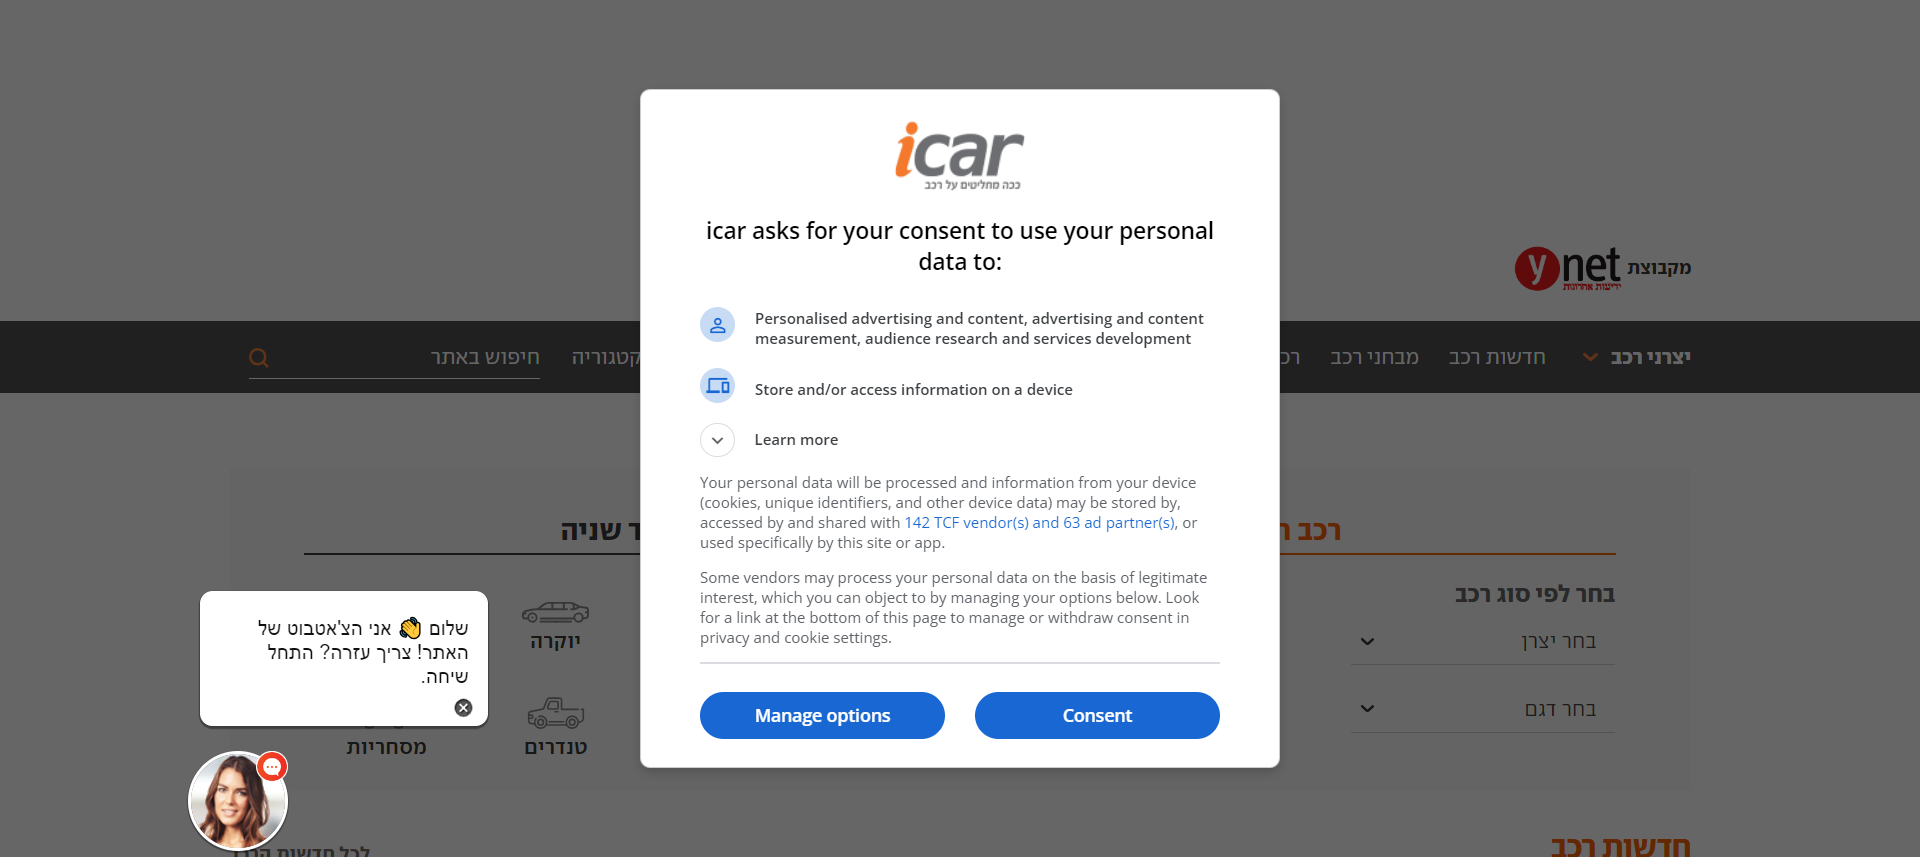 icar
ככה מחליטים על רכב
icar asks for your consent to use your personal
data to:
Personalised advertising and content, advertising and content
measurement, audience research and services development
Store and/or access information on a device
Learn more
Your personal data will be processed and information from your device
(cookies, unique identifiers, and other device data) may be stored by,
accessed by and shared with 142 TCF vendor(s) and 63 ad partner(s), or
used specifically by this site or app.
Some vendors may process your personal data on the basis of legitimate
interest, which you can object to by managing your options below. Look
for a link at the bottom of this page to manage or withdraw consent in
privacy and cookie settings.
Manage options
Consent
מקבוצת ynet
ידיעות אחרונות
יצרני רכב
חדשות רכב
מבחני רכב
קטגוריה
חיפוש באתר
רכב
שניה
בחר לפי סוג רכב
בחר יצרן
בחר דגם
יוקרה
טנדרים
מסחריות
שלום 👏 אני הצ'אטבוט של
האתר! צריך עזרה? התחל
שיחה.
חדשות רכב
לכל חדשות הרכב